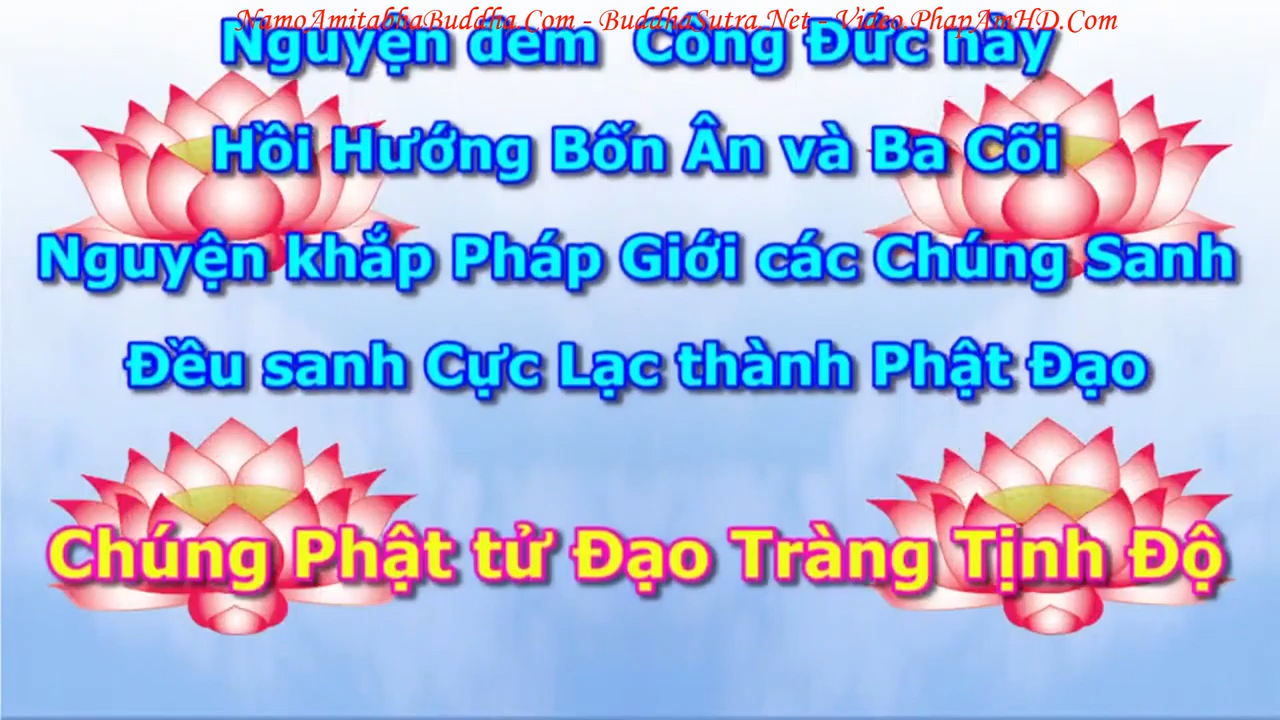 NamoAmitabhaBuddha.Com - BuddhaSutra.Net - Video.PhapAmHD.Com
Nguyện đem Công Đức này
Hồi Hướng Bốn Ân và Ba Cõi
Nguyện khắp Pháp Giới các Chúng Sanh
Đều sanh Cực Lạc thành Phật Đạo
Chúng Phật tử Đạo Tràng Tịnh Độ